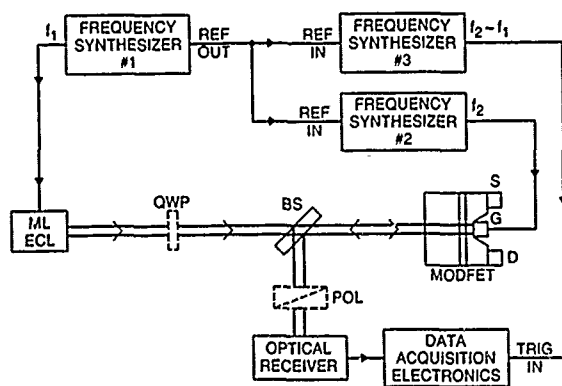 f1
FREQUENCY
SYNTHESIZER
#1
REF
OUT
REF
IN
FREQUENCY
SYNTHESIZER
#3
f2-f1
REF
IN
FREQUENCY
SYNTHESIZER
#2
f2
ML
ECL
QWP
BS
S
G
D
MODFET
POL
OPTICAL
RECEIVER
DATA
ACQUISITION
ELECTRONICS
TRIG
IN